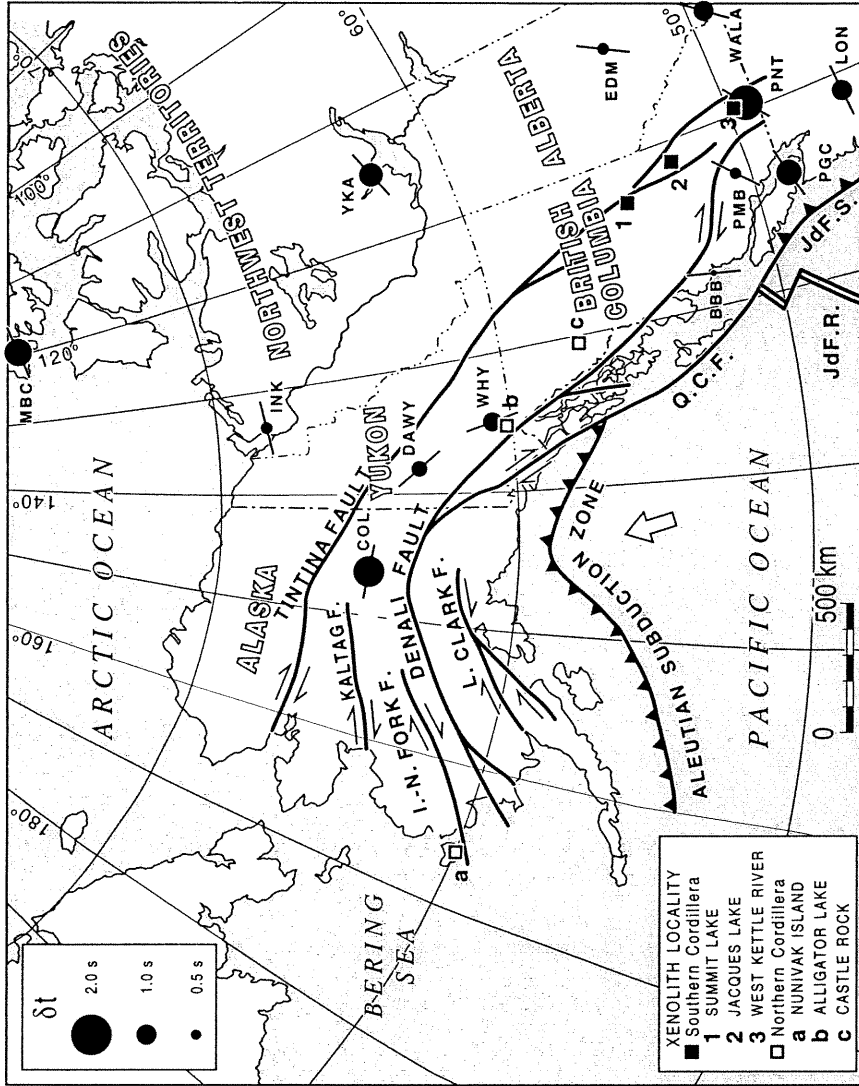 δt
2.0 s
1.0 s
0.5 s
ARCTIC OCEAN
BERING
SEA
PACIFIC OCEAN
180°
160°
140°
120°
100°
70°
60°
50°
MBC
INK
YKA
NORTHWEST TERRITORIES
ALASKA
YUKON
BRITISH
COLUMBIA
ALBERTA
TINTINA FAULT
KALTAG F.
I.-N. FORK F.
DENALI FAULT
L. CLARK F.
COL
DAWY
WHY
b
c
a
EDM
WALA
PNT
LON
PGC
PMB
BBB
1
2
3
Q.C.F.
JdF.R.
JdF.S.
ALEUTIAN SUBDUCTION ZONE
0 500 km
XENOLITH LOCALITY
Southern Cordillera
1 SUMMIT LAKE
2 JACQUES LAKE
3 WEST KETTLE RIVER
Northern Cordillera
a NUNIVAK ISLAND
b ALLIGATOR LAKE
c CASTLE ROCK